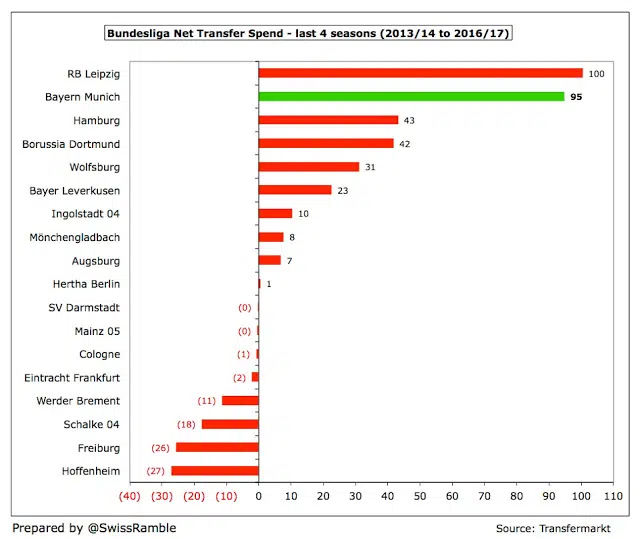 Bundesliga Net Transfer Spend - last 4 seasons (2013/14 to 2016/17)
RB Leipzig 100
Bayern Munich 95
Hamburg 43
Borussia Dortmund 42
Wolfsburg 31
Bayer Leverkusen 23
Ingolstadt 04 10
Mönchengladbach 8
Augsburg 7
Hertha Berlin 1
SV Darmstadt (0)
Mainz 05 (0)
Cologne (1)
Eintracht Frankfurt (2)
Werder Brement (11)
Schalke 04 (18)
Freiburg (26)
Hoffenheim (27)
(40) (30) (20) (10) 0 10 20 30 40 50 60 70 80 90 100 110
Prepared by @SwissRamble Source: Transfermarkt